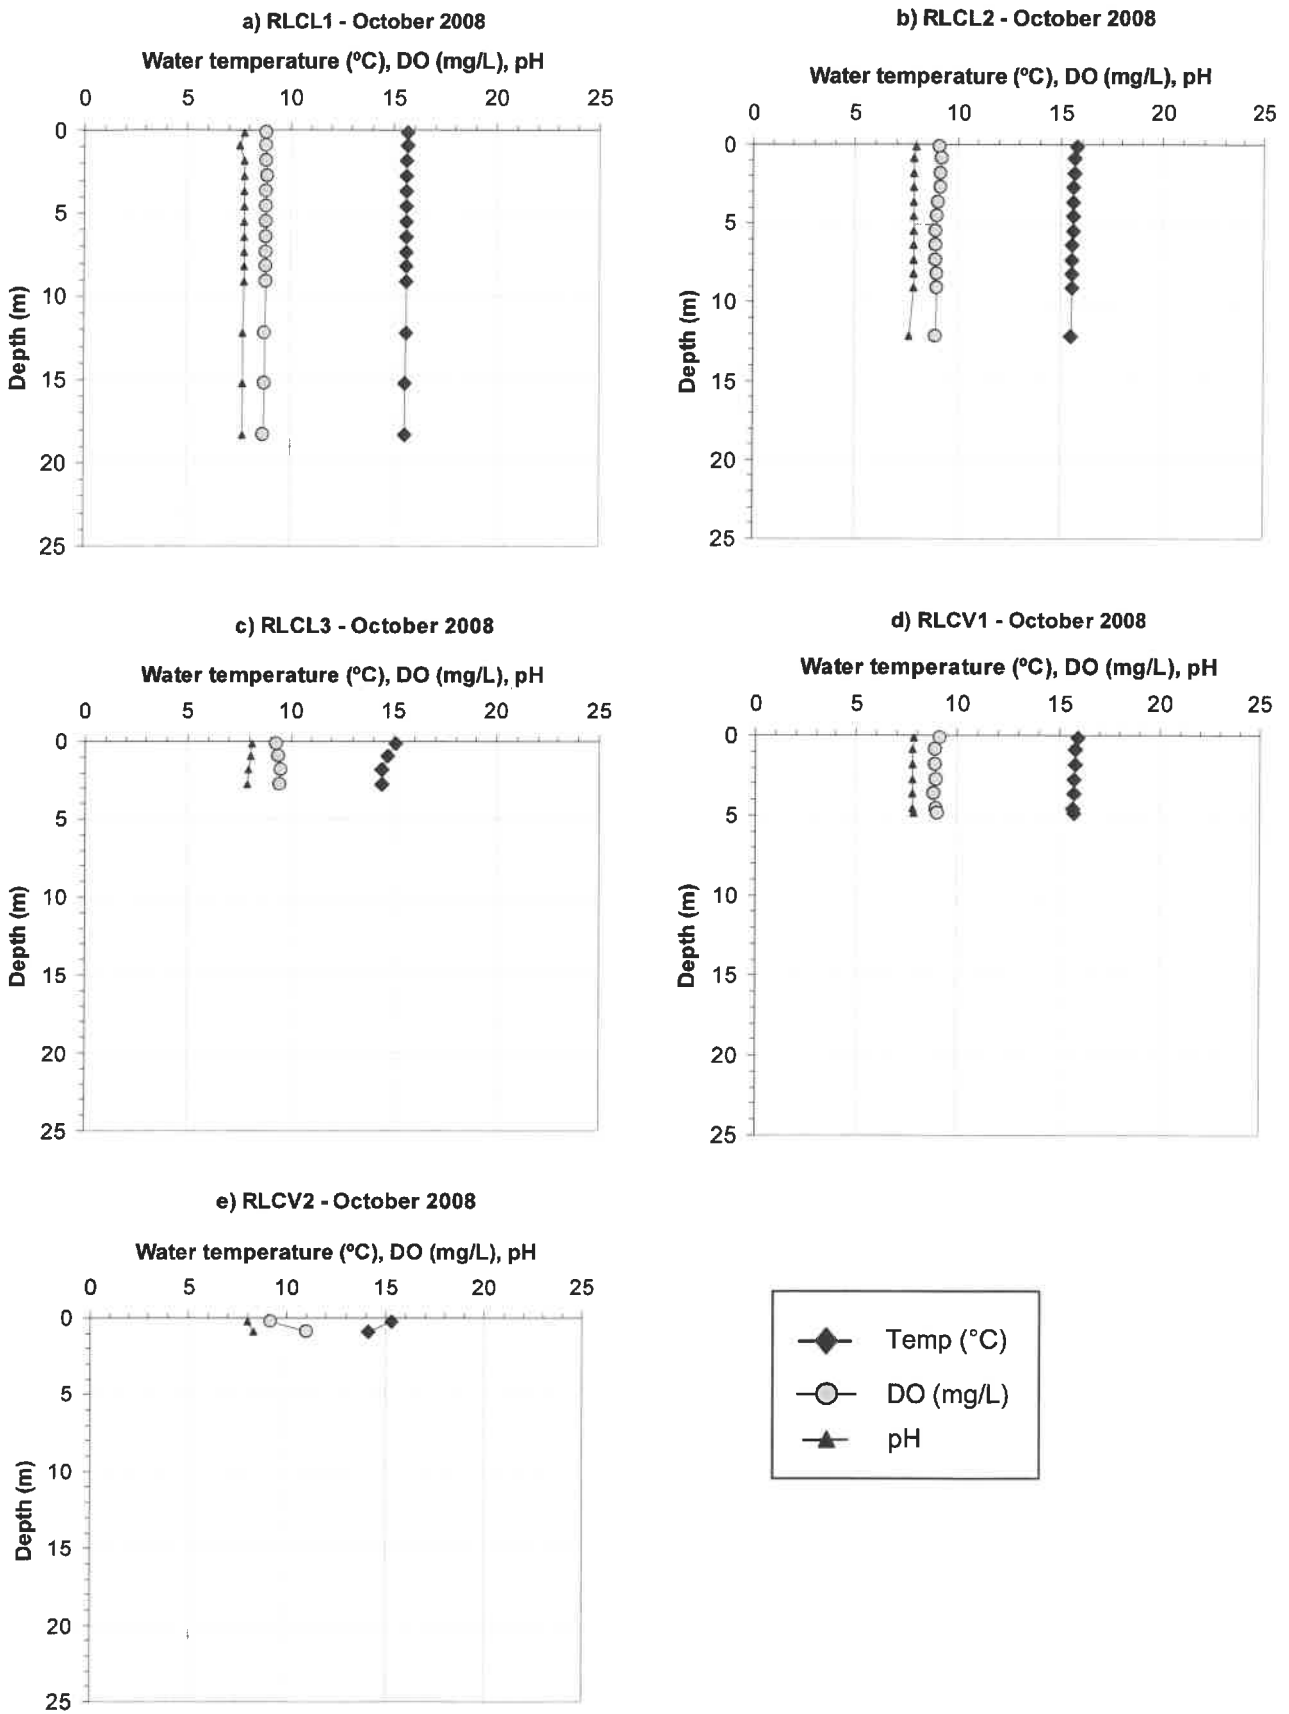 a) RLCL1 - October 2008
Water temperature (ºC), DO (mg/L), pH
0 5 10 15 20 25
0
5
10
15
20
25
Depth (m)
b) RLCL2 - October 2008
Water temperature (ºC), DO (mg/L), pH
0 5 10 15 20 25
0
5
10
15
20
25
Depth (m)
c) RLCL3 - October 2008
Water temperature (ºC), DO (mg/L), pH
0 5 10 15 20 25
0
5
10
15
20
25
Depth (m)
d) RLCV1 - October 2008
Water temperature (ºC), DO (mg/L), pH
0 5 10 15 20 25
0
5
10
15
20
25
Depth (m)
e) RLCV2 - October 2008
Water temperature (ºC), DO (mg/L), pH
0 5 10 15 20 25
0
5
10
15
20
25
Depth (m)
Temp (°C)
DO (mg/L)
pH